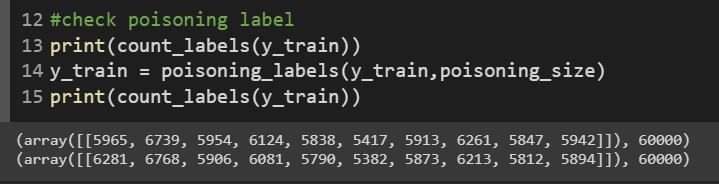 12 #check poisoning label
13 print(count_labels(y_train))
14 y_train = poisoning_labels(y_train,poisoning_size)
15 print(count_labels(y_train))
(array([[5965, 6739, 5954, 6124, 5838, 5417, 5913, 6261, 5847, 5942]]), 60000)
(array([[6281, 6768, 5906, 6081, 5790, 5382, 5873, 6213, 5812, 5894]]), 60000)